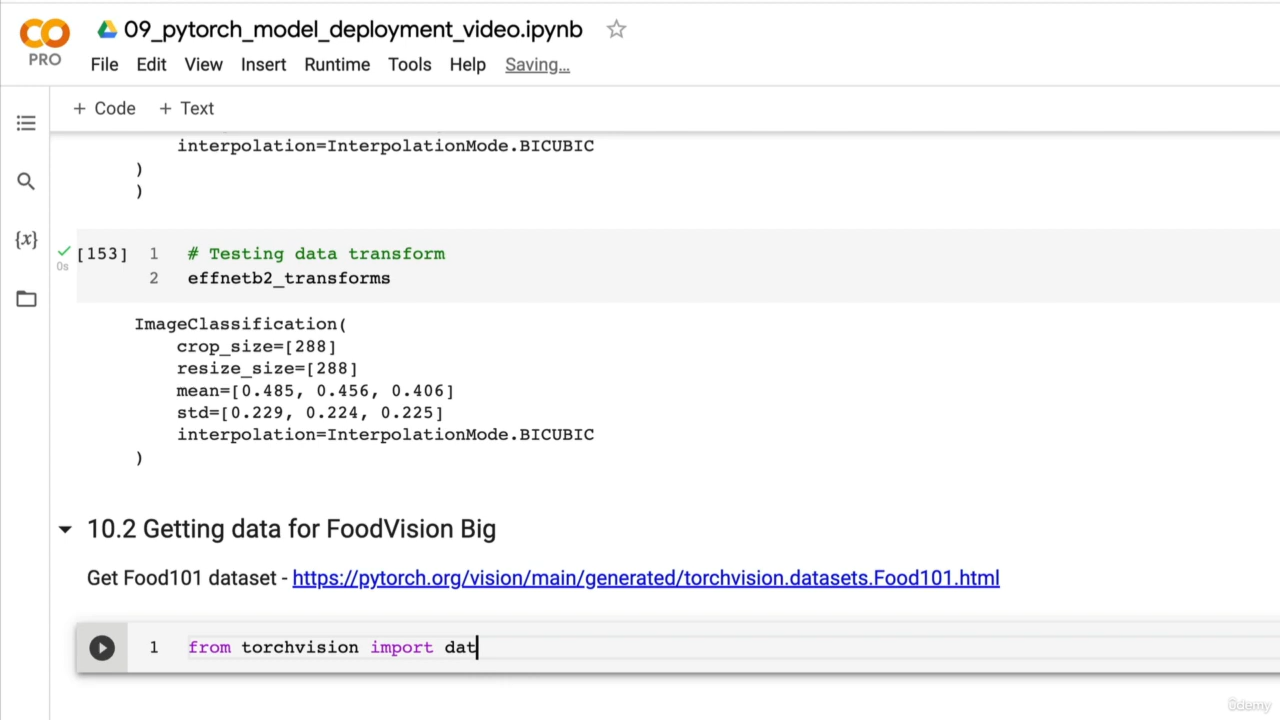 09_pytorch_model_deployment_video.ipynb
PRO
File Edit View Insert Runtime Tools Help Saving…
+ Code + Text
interpolation=InterpolationMode.BICUBIC
)
)
{x}
[153] 1 # Testing data transform
0s
2 effnetb2_transforms
ImageClassification(
crop_size=[288]
resize_size=[288]
mean=[0.485, 0.456, 0.406]
std=[0.229, 0.224, 0.225]
interpolation=InterpolationMode.BICUBIC
)
10.2 Getting data for FoodVision Big
Get Food101 dataset - https://pytorch.org/vision/main/generated/torchvision.datasets.Food101.html
1 from torchvision import dat
ûdemy